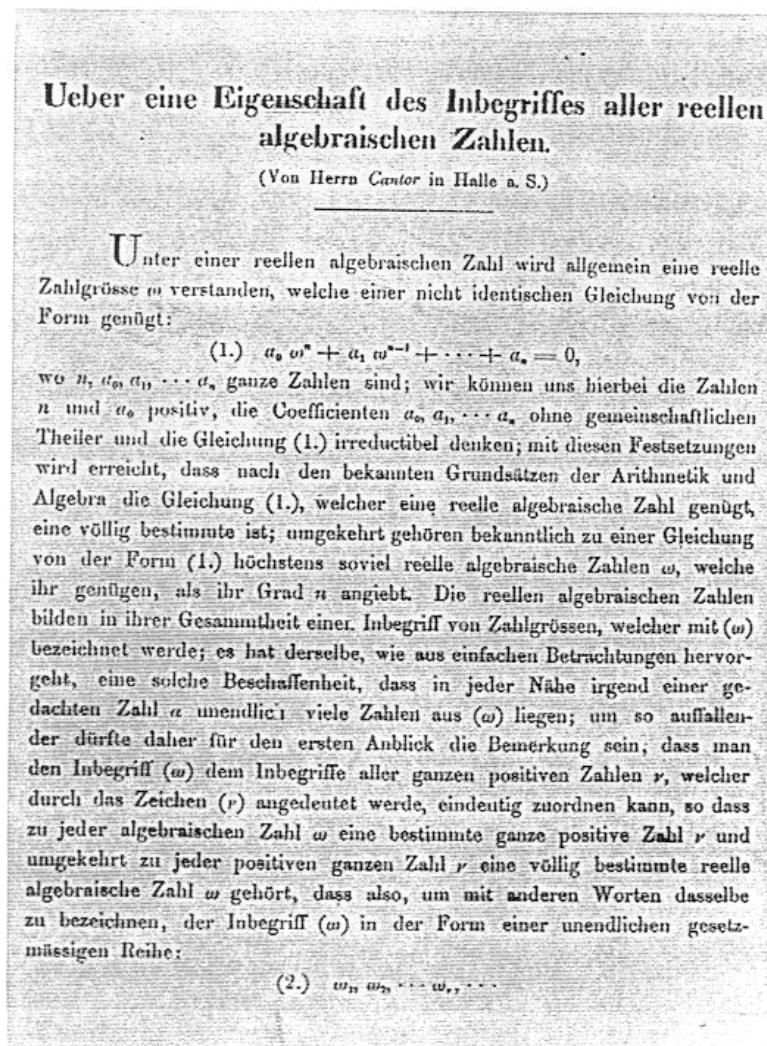 Ueber eine Eigenschaft des Inbegriffes aller reellen
algebraischen Zahlen.
(Von Herrn Cantor in Halle a. S.)
Unter einer reellen algebraischen Zahl wird allgemein eine reelle
Zahlgrösse ω verstanden, welche einer nicht identischen Gleichung von der
Form genügt:
(1.) a₀ ωⁿ + a₁ ωⁿ⁻¹ + ⋯ + aₙ = 0,
wo n, a₀, a₁, ⋯ aₙ ganze Zahlen sind; wir können uns hierbei die Zahlen
n und a₀ positiv, die Coefficienten a₀, a₁, ⋯ aₙ ohne gemeinschaftlichen
Theiler und die Gleichung (1.) irreductibel denken; mit diesen Festsetzungen
wird erreicht, dass nach den bekannten Grundsätzen der Arithmetik und
Algebra die Gleichung (1.), welcher eine reelle algebraische Zahl genügt,
eine völlig bestimmte ist; umgekehrt gehören bekanntlich zu einer Gleichung
von der Form (1.) höchstens soviel reelle algebraische Zahlen ω, welche
ihr genügen, als ihr Grad n angiebt. Die reellen algebraischen Zahlen
bilden in ihrer Gesammtheit einen Inbegriff von Zahlgrössen, welcher mit (ω)
bezeichnet werde; es hat derselbe, wie aus einfachen Betrachtungen hervor-
geht, eine solche Beschaffenheit, dass in jeder Nähe irgend einer ge-
dachten Zahl α unendlich viele Zahlen aus (ω) liegen; um so auffallen-
der dürfte daher für den ersten Anblick die Bemerkung sein, dass man
den Inbegriff (ω) dem Inbegriffe aller ganzen positiven Zahlen ν, welcher
durch das Zeichen (ν) angedeutet werde, eindeutig zuordnen kann, so dass
zu jeder algebraischen Zahl ω eine bestimmte ganze positive Zahl ν und
umgekehrt zu jeder positiven ganzen Zahl ν eine völlig bestimmte reelle
algebraische Zahl ω gehört, dass also, um mit anderen Worten dasselbe
zu bezeichnen, der Inbegriff (ω) in der Form einer unendlichen gesetz-
mässigen Reihe:
(2.) ω₁, ω₂, ⋯ ω_ν, ⋯